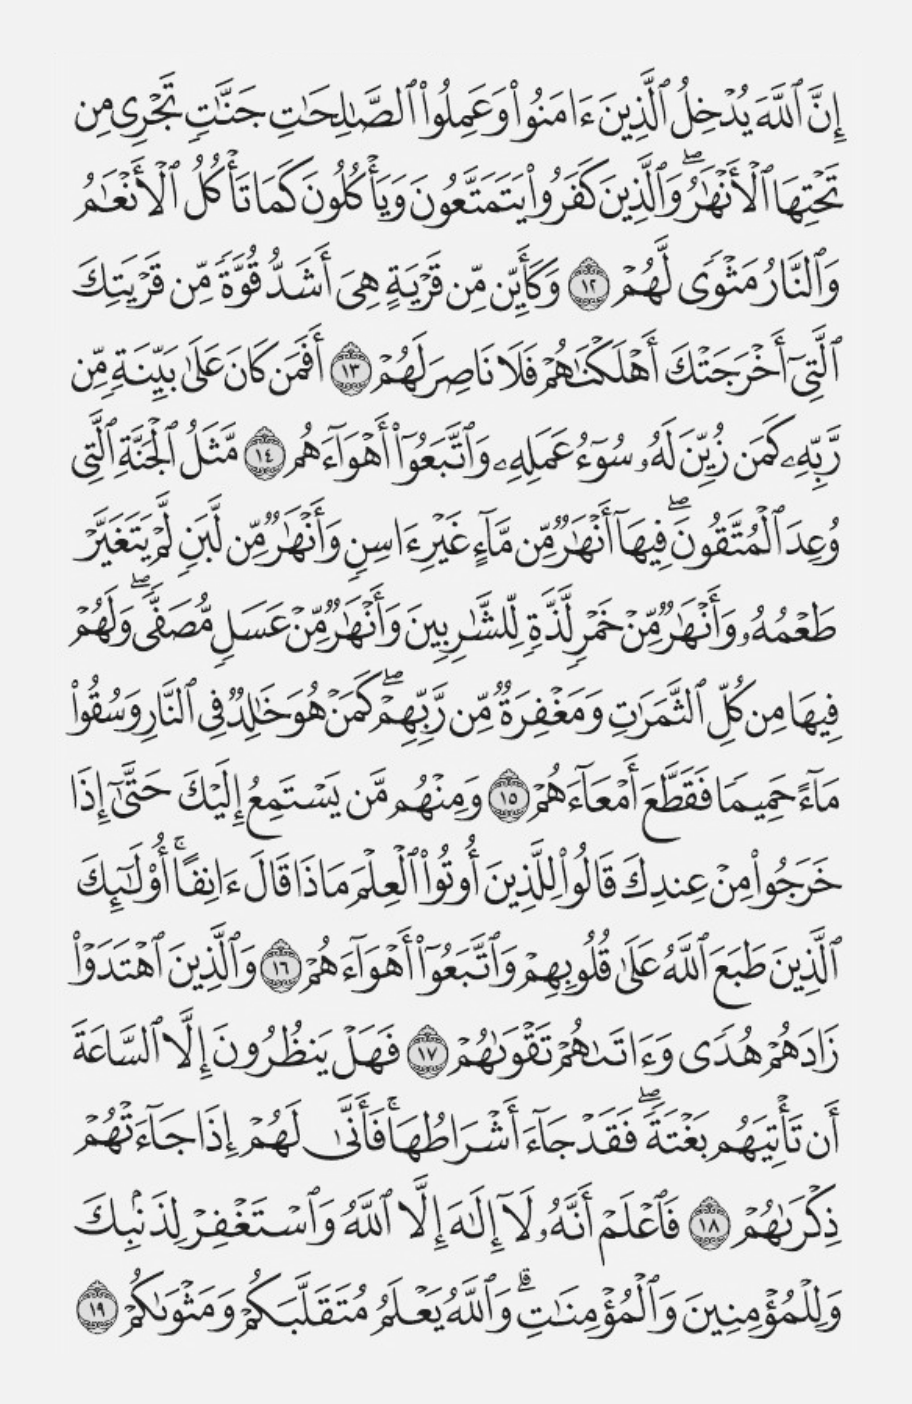 إِنَّ ٱللَّهَ يُدۡخِلُ ٱلَّذِينَ ءَامَنُواْ وَعَمِلُواْ ٱلصَّٰلِحَٰتِ جَنَّٰتٖ تَجۡرِي مِن
تَحۡتِهَا ٱلۡأَنۡهَٰرُۖ وَٱلَّذِينَ كَفَرُواْ يَتَمَتَّعُونَ وَيَأۡكُلُونَ كَمَا تَأۡكُلُ ٱلۡأَنۡعَٰمُ
وَٱلنَّارُ مَثۡوٗى لَّهُمۡ ١٢ وَكَأَيِّن مِّن قَرۡيَةٍ هِيَ أَشَدُّ قُوَّةٗ مِّن قَرۡيَتِكَ
ٱلَّتِيٓ أَخۡرَجَتۡكَ أَهۡلَكۡنَٰهُمۡ فَلَا نَاصِرَ لَهُمۡ ١٣ أَفَمَن كَانَ عَلَىٰ بَيِّنَةٖ مِّن
رَّبِّهِۦ كَمَن زُيِّنَ لَهُۥ سُوٓءُ عَمَلِهِۦ وَٱتَّبَعُوٓاْ أَهۡوَآءَهُم ١٤ مَّثَلُ ٱلۡجَنَّةِ ٱلَّتِي
وُعِدَ ٱلۡمُتَّقُونَۖ فِيهَآ أَنۡهَٰرٞ مِّن مَّآءٍ غَيۡرِ ءَاسِنٖ وَأَنۡهَٰرٞ مِّن لَّبَنٖ لَّمۡ يَتَغَيَّرۡ
طَعۡمُهُۥ وَأَنۡهَٰرٞ مِّنۡ خَمۡرٖ لَّذَّةٖ لِّلشَّٰرِبِينَ وَأَنۡهَٰرٞ مِّنۡ عَسَلٖ مُّصَفّٗىۖ وَلَهُمۡ
فِيهَا مِن كُلِّ ٱلثَّمَرَٰتِ وَمَغۡفِرَةٞ مِّن رَّبِّهِمۡۖ كَمَنۡ هُوَ خَٰلِدٞ فِي ٱلنَّارِ وَسُقُواْ
مَآءً حَمِيمٗا فَقَطَّعَ أَمۡعَآءَهُمۡ ١٥ وَمِنۡهُم مَّن يَسۡتَمِعُ إِلَيۡكَ حَتَّىٰٓ إِذَا
خَرَجُواْ مِنۡ عِندِكَ قَالُواْ لِلَّذِينَ أُوتُواْ ٱلۡعِلۡمَ مَاذَا قَالَ ءَانِفًاۚ أُوْلَٰٓئِكَ
ٱلَّذِينَ طَبَعَ ٱللَّهُ عَلَىٰ قُلُوبِهِمۡ وَٱتَّبَعُوٓاْ أَهۡوَآءَهُمۡ ١٦ وَٱلَّذِينَ ٱهۡتَدَوۡاْ
زَادَهُمۡ هُدٗى وَءَاتَىٰهُمۡ تَقۡوَىٰهُمۡ ١٧ فَهَلۡ يَنظُرُونَ إِلَّا ٱلسَّاعَةَ
أَن تَأۡتِيَهُم بَغۡتَةٗۖ فَقَدۡ جَآءَ أَشۡرَاطُهَاۚ فَأَنَّىٰ لَهُمۡ إِذَا جَآءَتۡهُمۡ
ذِكۡرَىٰهُمۡ ١٨ فَٱعۡلَمۡ أَنَّهُۥ لَآ إِلَٰهَ إِلَّا ٱللَّهُ وَٱسۡتَغۡفِرۡ لِذَنۢبِكَ
وَلِلۡمُؤۡمِنِينَ وَٱلۡمُؤۡمِنَٰتِۗ وَٱللَّهُ يَعۡلَمُ مُتَقَلَّبَكُمۡ وَمَثۡوَىٰكُمۡ ١٩